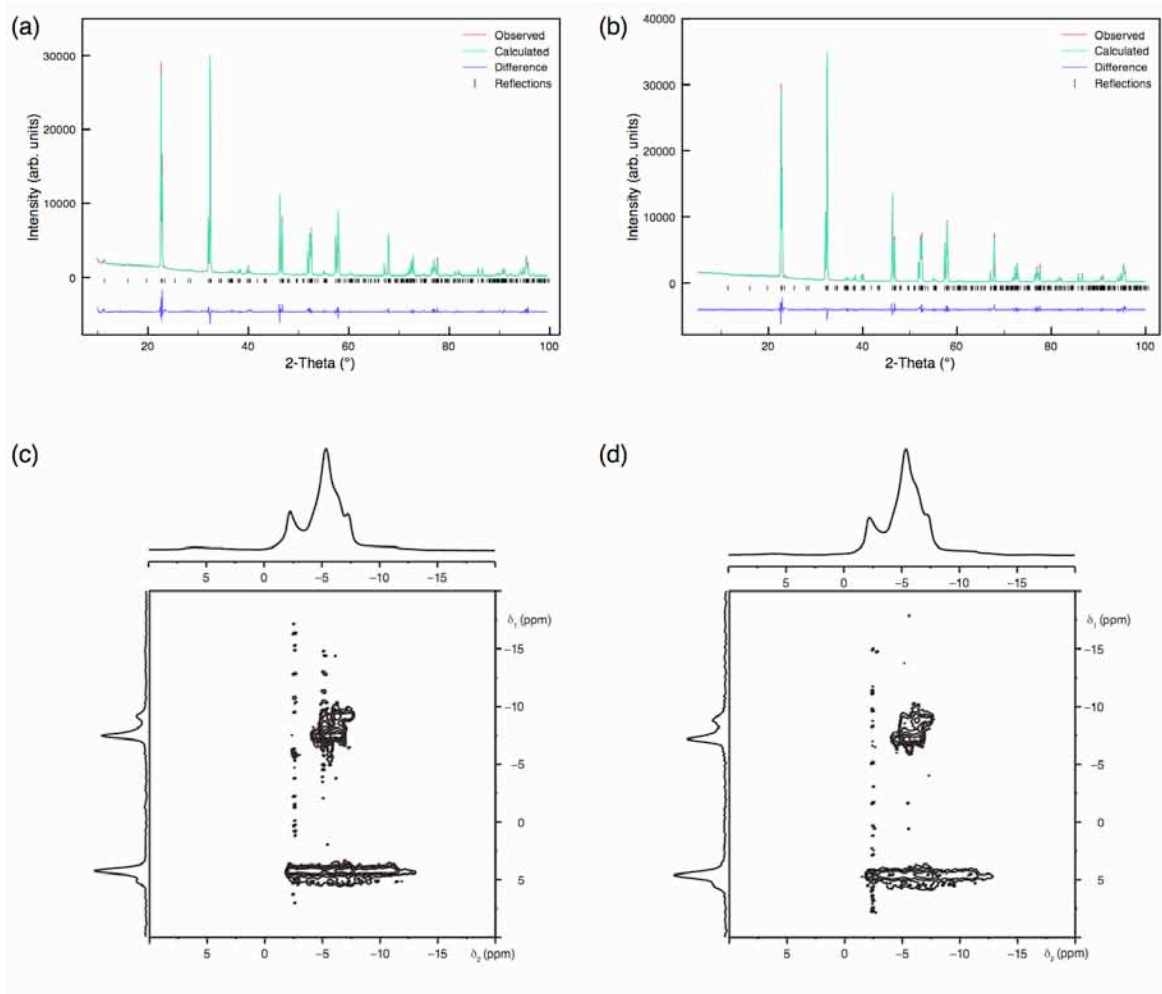 (a)
Observed
Calculated
Difference
Reflections
30000
20000
10000
0
Intensity (arb. units)
20 40 60 80 100
2-Theta (°)
(b)
Observed
Calculated
Difference
Reflections
40000
30000
20000
10000
0
Intensity (arb. units)
20 40 60 80 100
2-Theta (°)
(c)
5 0 −5 −10 −15
δ1 (ppm)
−15
−10
−5
0
5
5 0 −5 −10 −15 δ2 (ppm)
(d)
5 0 −5 −10 −15
δ1 (ppm)
−15
−10
−5
0
5
5 0 −5 −10 −15 δ2 (ppm)